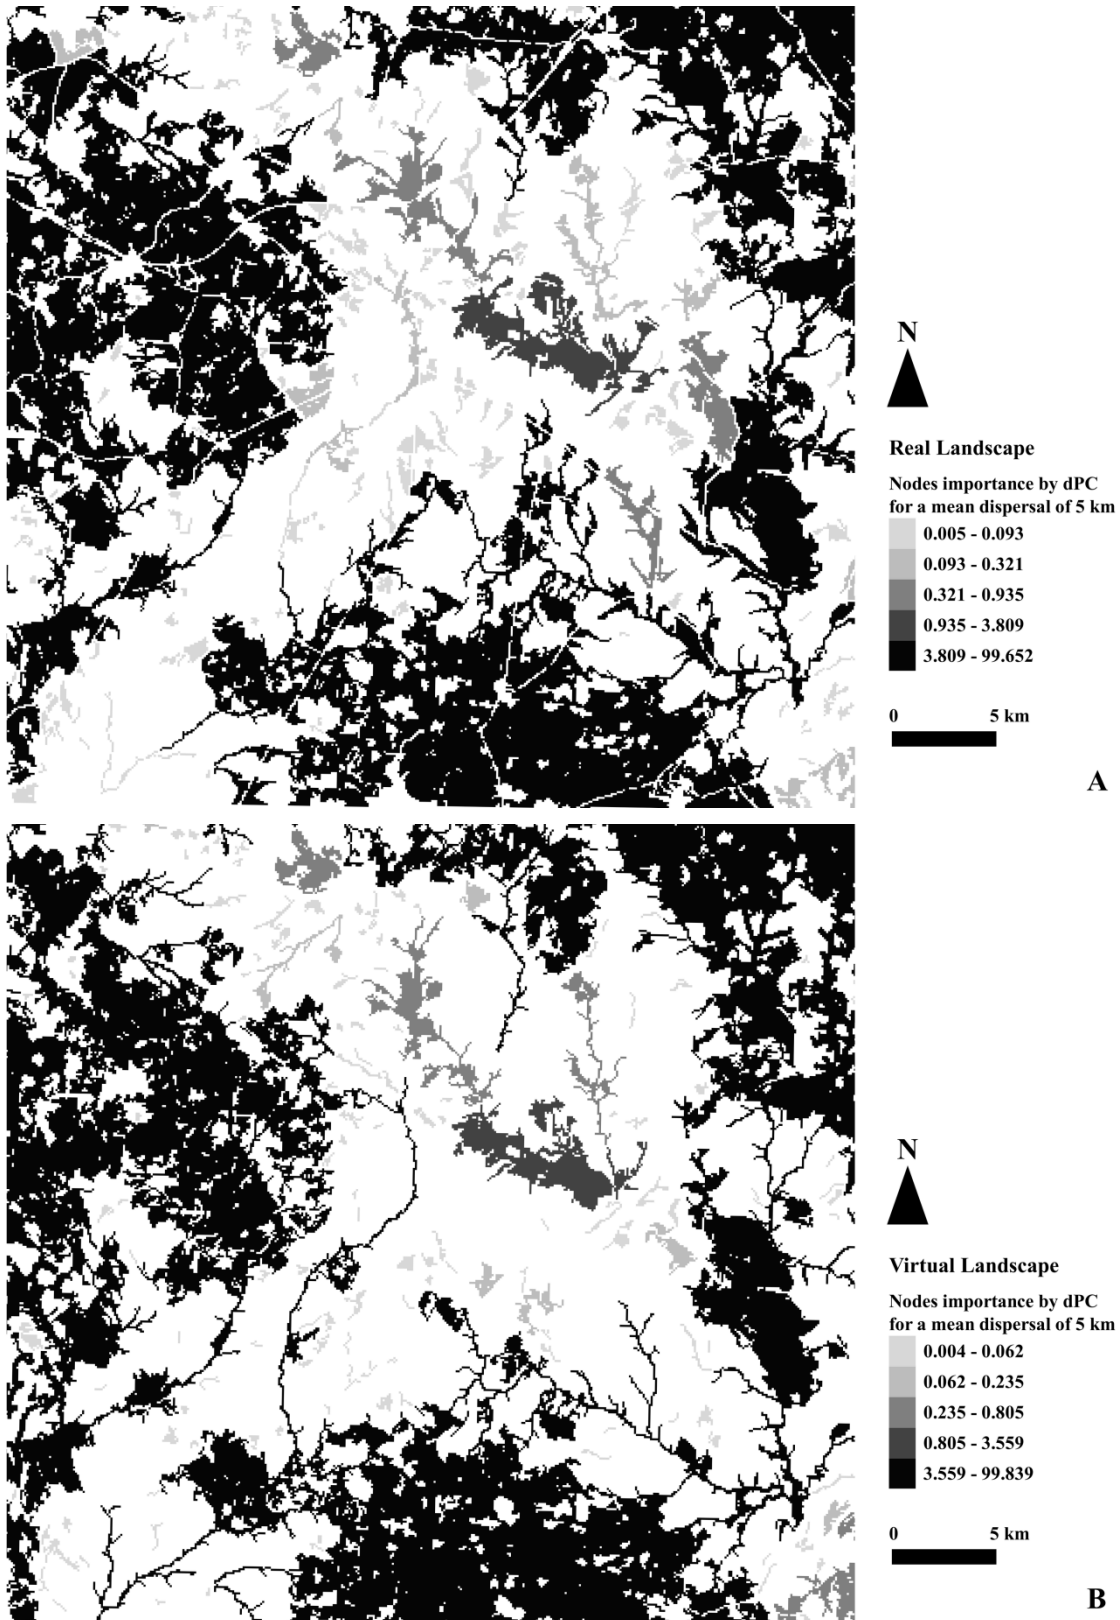 N
Real Landscape
Nodes importance by dPC
for a mean dispersal of 5 km
0.005 - 0.093
0.093 - 0.321
0.321 - 0.935
0.935 - 3.809
3.809 - 99.652
0 5 km
A
N
Virtual Landscape
Nodes importance by dPC
for a mean dispersal of 5 km
0.004 - 0.062
0.062 - 0.235
0.235 - 0.805
0.805 - 3.559
3.559 - 99.839
0 5 km
B